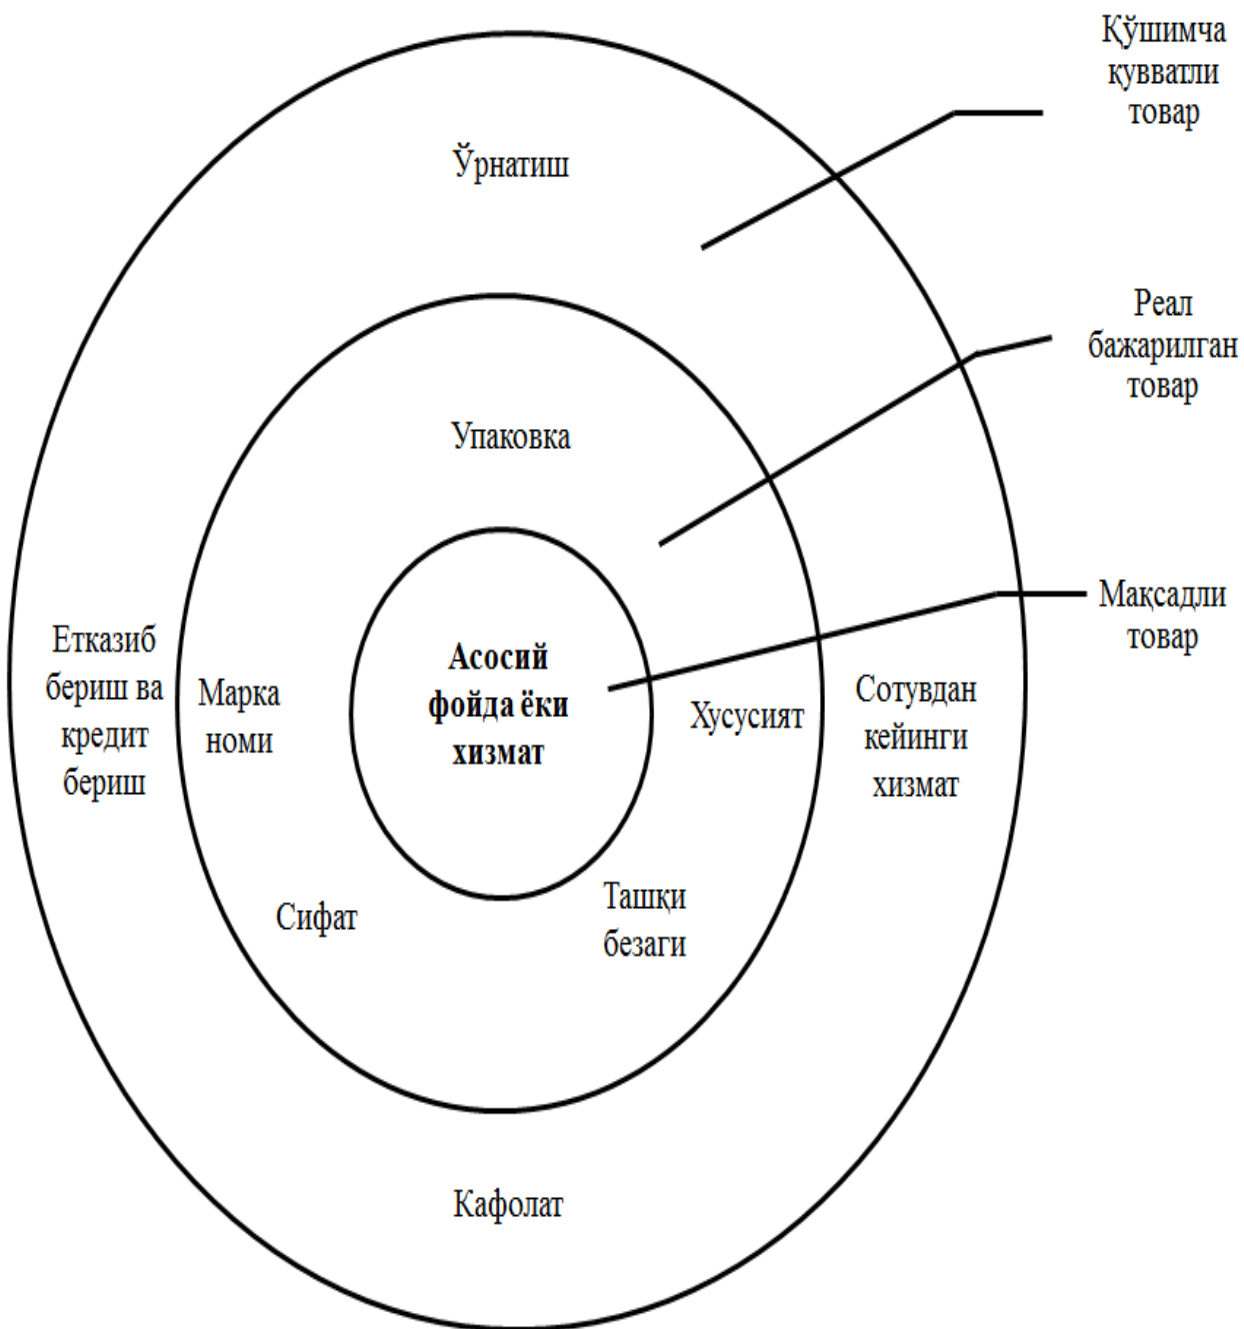 Қўшимча
қувватли
товар
Ўрнатиш
Реал
бажарилган
товар
Упаковка
Мақсадли
товар
Етказиб
бериш ва
кредит
бериш
Марка
номи
Асосий
фойда ёки
хизмат
Хусусият
Сотувдан
кейинги
хизмат
Сифат
Ташқи
безаги
Кафолат